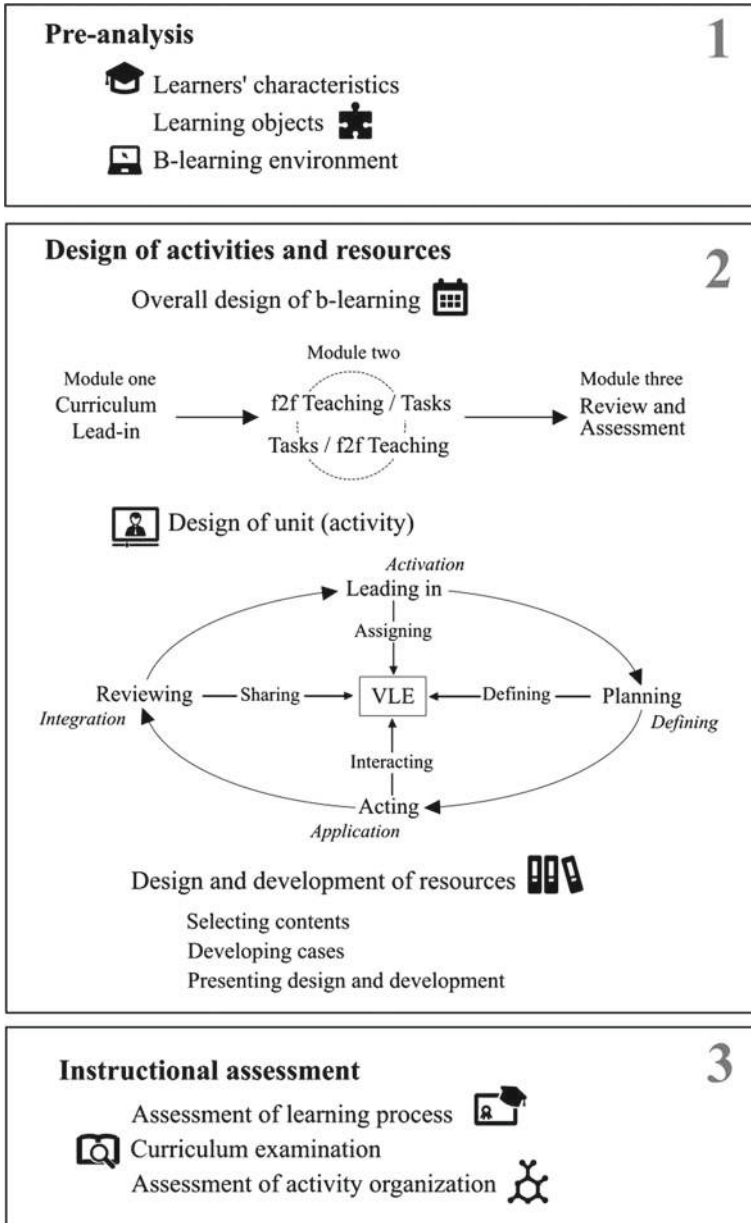 Pre-analysis
1
Learners' characteristics
Learning objects
B-learning environment
Design of activities and resources
2
Overall design of b-learning
Module one
Curriculum
Lead-in
Module two
f2f Teaching / Tasks
Tasks / f2f Teaching
Module three
Review and
Assessment
Design of unit (activity)
Activation
Leading in
Assigning
Reviewing
Sharing
VLE
Defining
Planning
Integration
Defining
Interacting
Acting
Application
Design and development of resources
Selecting contents
Developing cases
Presenting design and development
Instructional assessment
3
Assessment of learning process
Curriculum examination
Assessment of activity organization